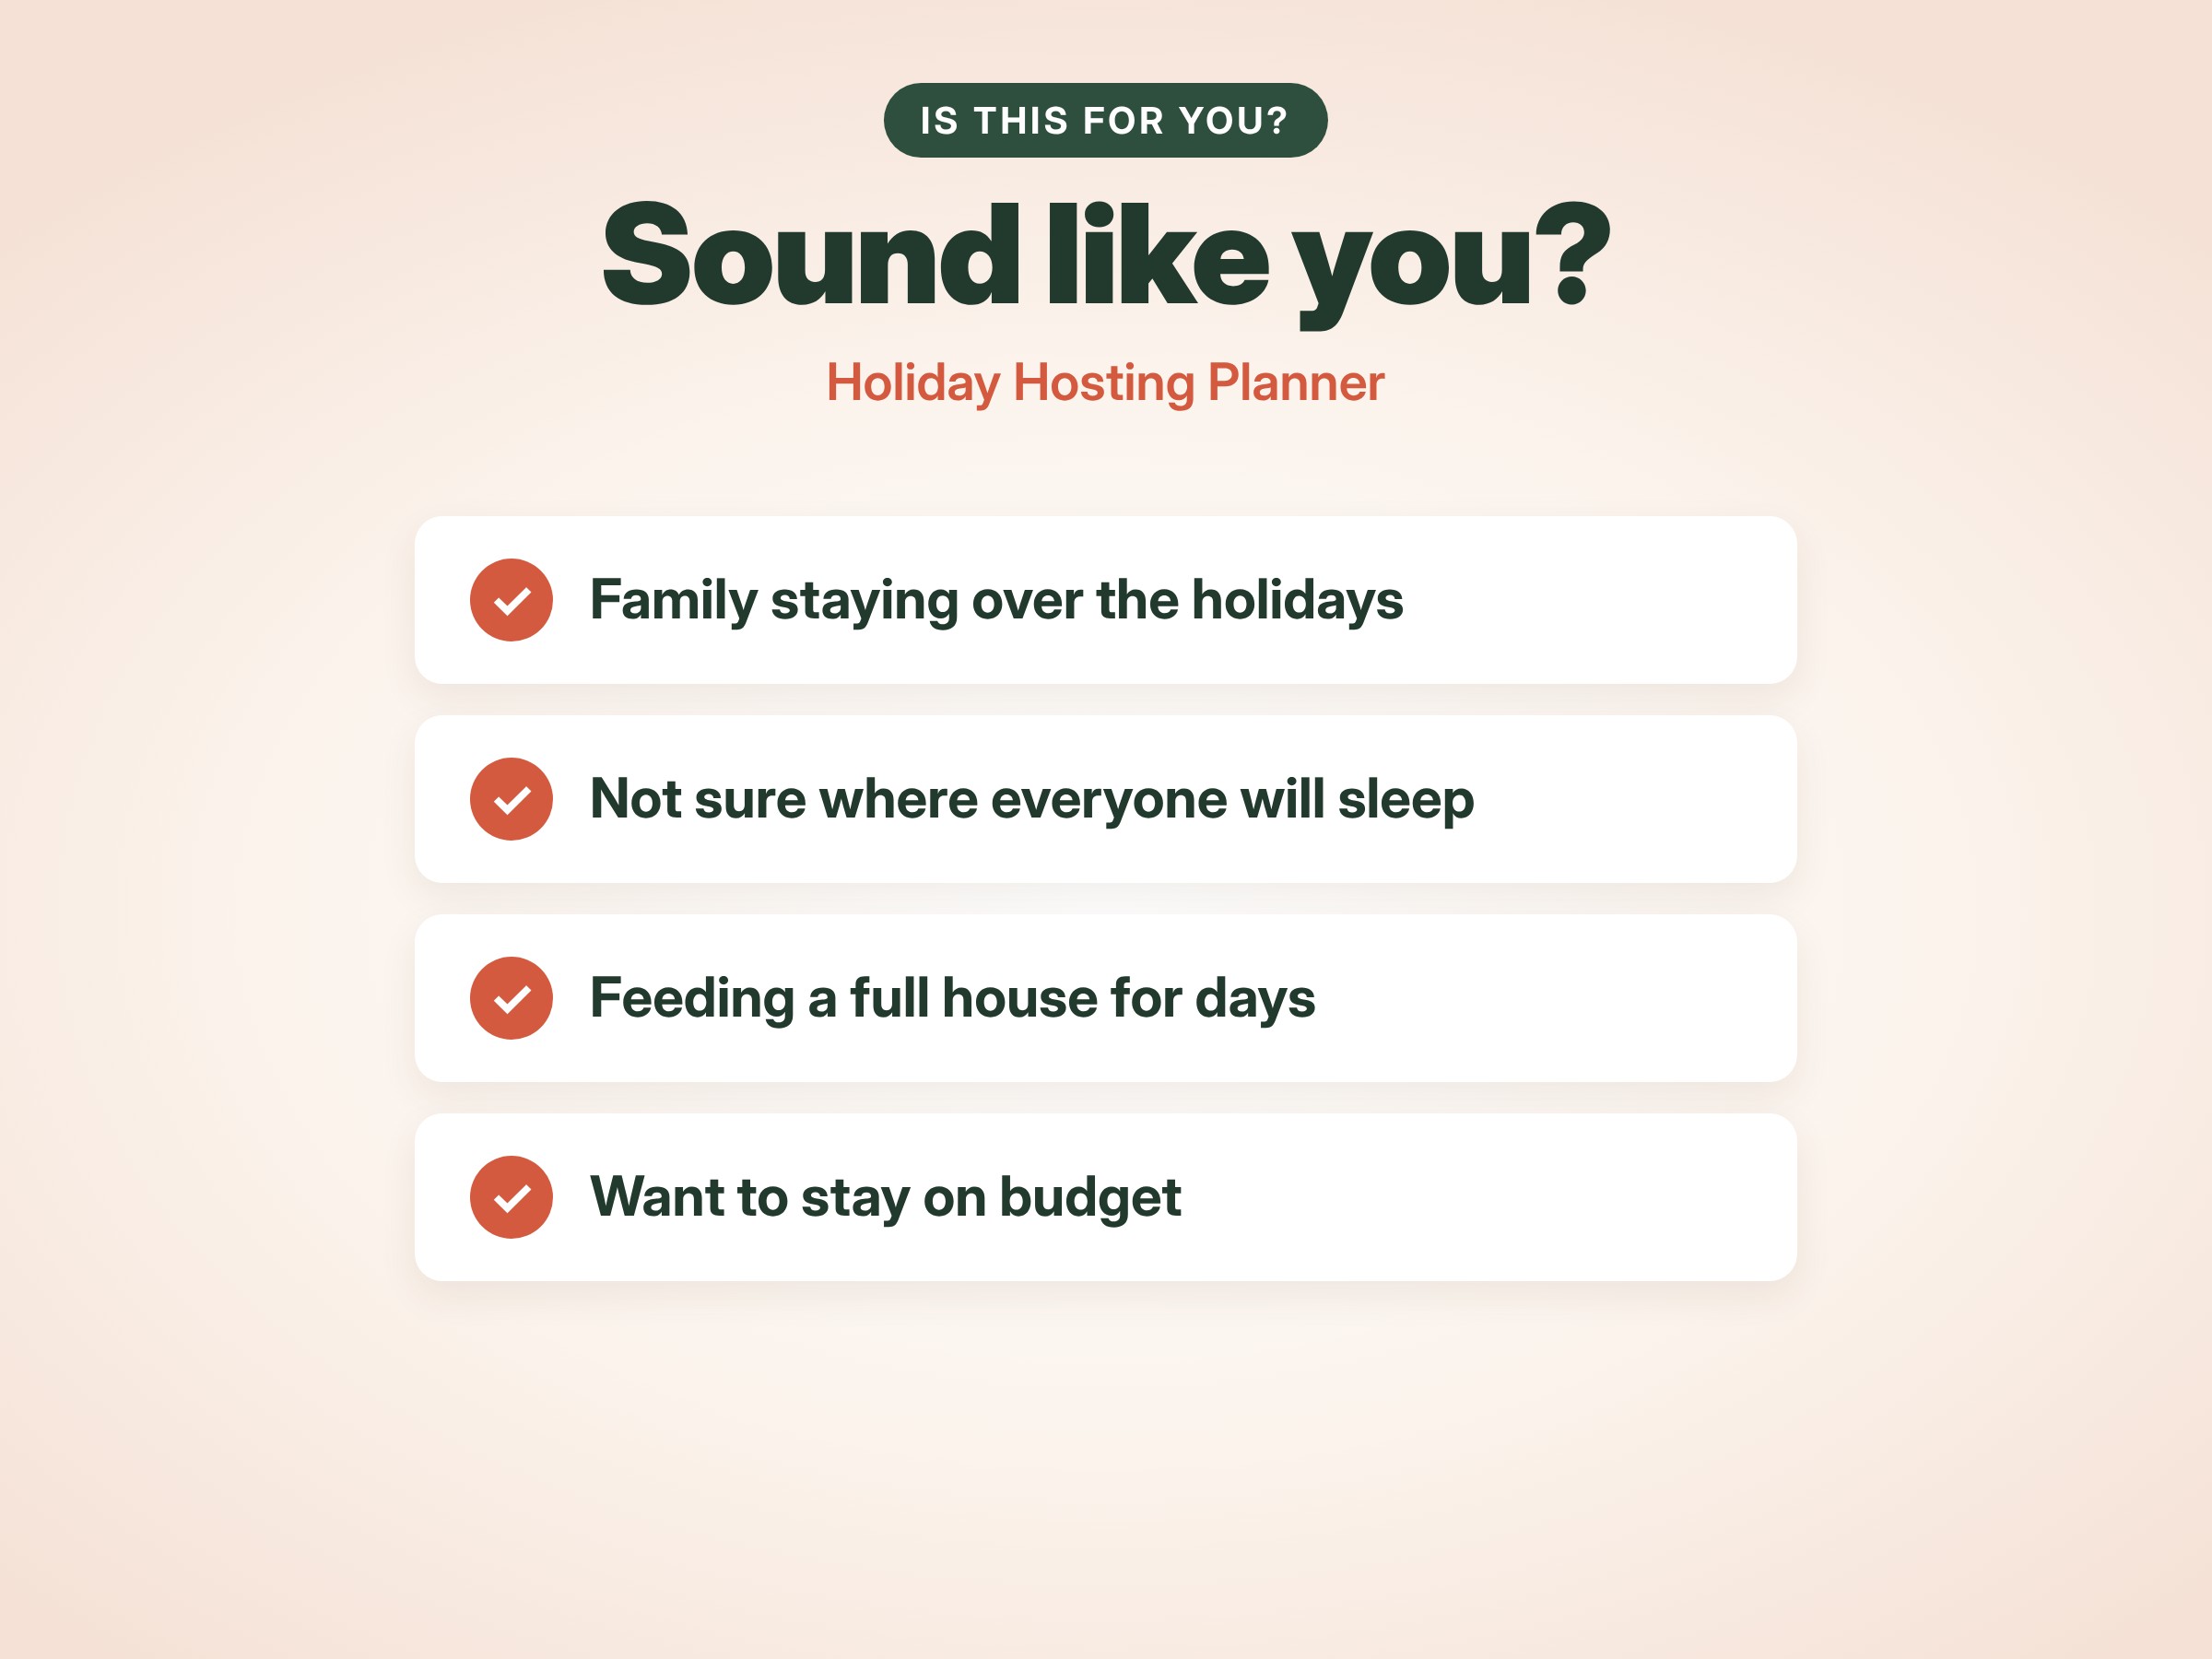 IS THIS FOR YOU?
Sound like you?
Holiday Hosting Planner
Family staying over the holidays
Not sure where everyone will sleep
Feeding a full house for days
Want to stay on budget